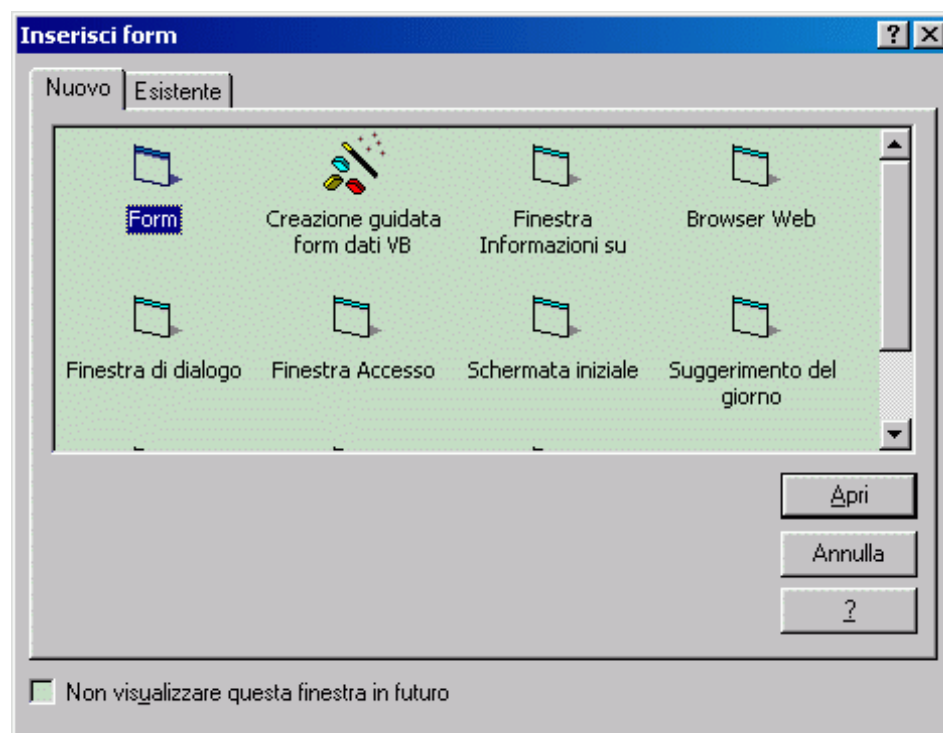 Inserisci form
? X
Nuovo Esistente
Form
Creazione guidata
form dati VB
Finestra
Informazioni su
Browser Web
Finestra di dialogo
Finestra Accesso
Schermata iniziale
Suggerimento del
giorno
Apri
Annulla
?
Non visualizzare questa finestra in futuro